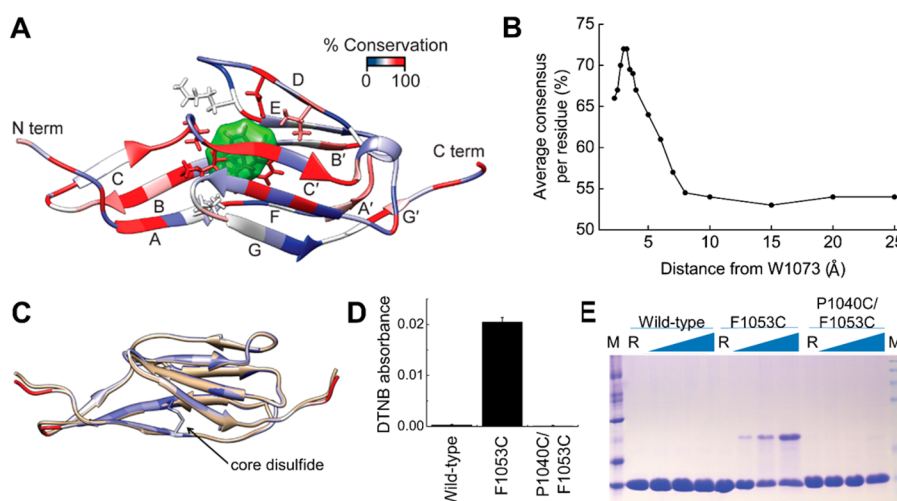 A
% Conservation
0 100
D
E
N term
C
B'
C term
B
C'
A
F
A'
G'
G
B
Average consensus
per residue (%)
75
70
65
60
55
50
5 10 15 20 25
Distance from W1073 (Å)
C
core disulfide
D
DTNB absorbance
0.02
0.01
0.00
Wild-type
F1053C
P1040C/
F1053C
E
P1040C/
Wild-type F1053C F1053C
M R R R M